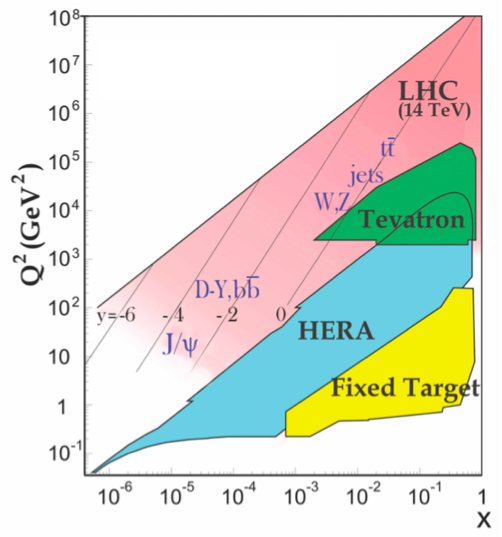 10⁸
10⁷
10⁶
10⁵
10⁴
10³
10²
10
1
10⁻¹
Q² (GeV²)
LHC
(14 TeV)
tt̄
jets
W,Z
Tevatron
D-Y,bb̄
y=-6 -4 -2 0
J/ψ
HERA
Fixed Target
10⁻⁶ 10⁻⁵ 10⁻⁴ 10⁻³ 10⁻² 10⁻¹ 1
X